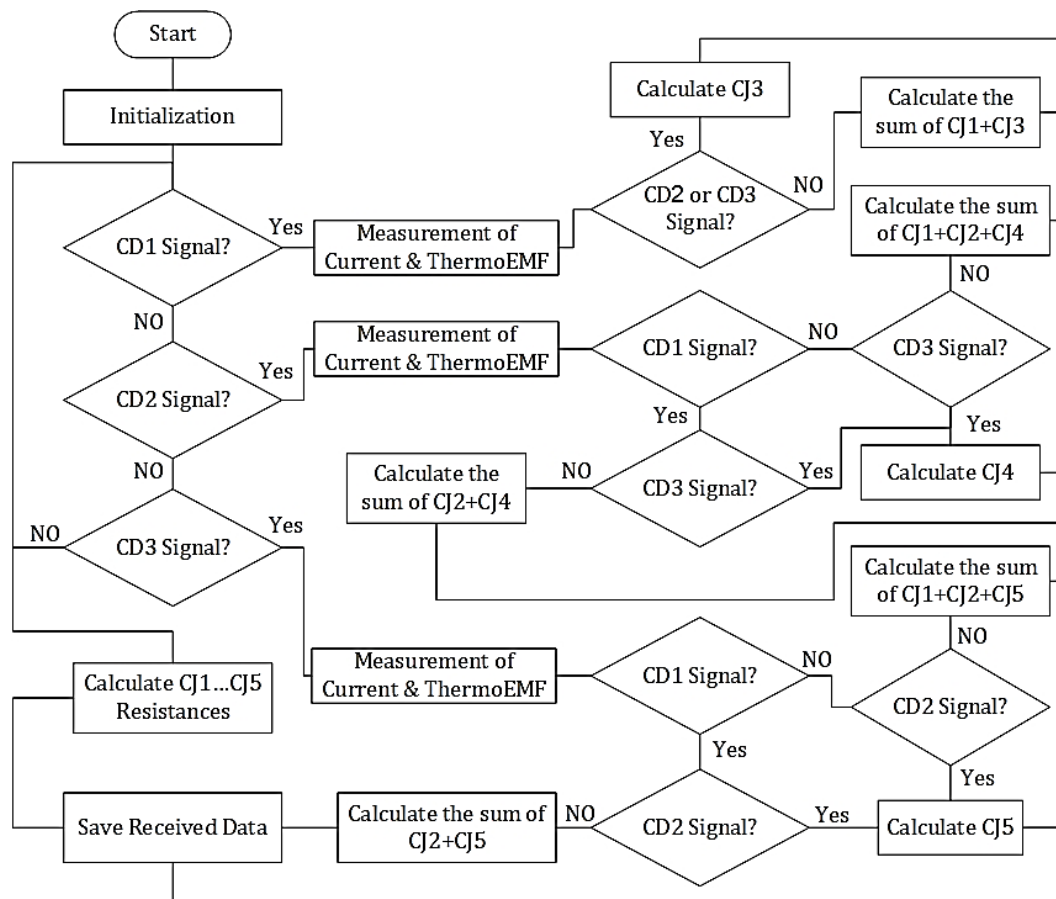 Start
Initialization
CD1 Signal?
Yes
NO
Measurement of
Current & ThermoEMF
CD2 or CD3
Signal?
Yes
NO
Calculate CJ3
Calculate the
sum of CJ1+CJ3
CD2 Signal?
Yes
NO
Measurement of
Current & ThermoEMF
CD1 Signal?
NO
Yes
CD3 Signal?
NO
Calculate the sum
of CJ1+CJ2+CJ4
Yes
Calculate CJ4
CD3 Signal?
Yes
NO
Calculate the
sum of CJ2+CJ4
CD3 Signal?
NO
Yes
Measurement of
Current & ThermoEMF
CD1 Signal?
NO
Yes
CD2 Signal?
NO
Calculate the sum
of CJ1+CJ2+CJ5
Yes
Calculate CJ5
CD2 Signal?
Yes
NO
Calculate the sum of
CJ2+CJ5
Save Received Data
Calculate CJ1...CJ5
Resistances